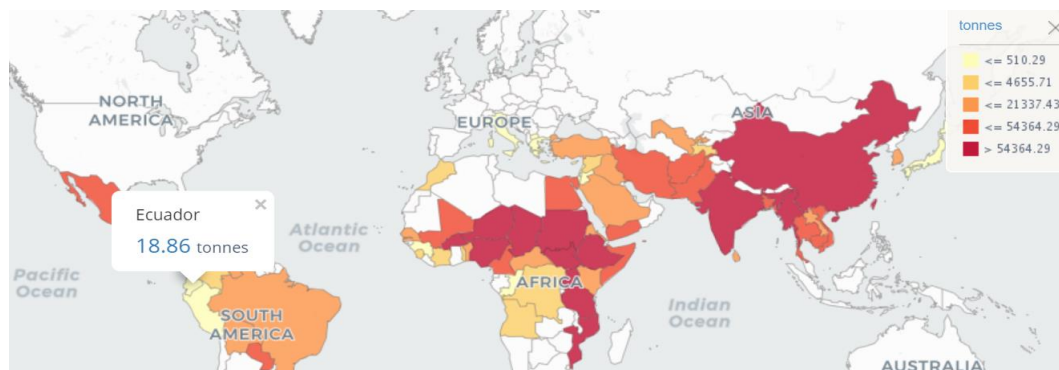 tonnes
<= 510.29
<= 4655.71
<= 21337.43
<= 54364.29
> 54364.29
NORTH
AMERICA
EUROPE
ASIA
Ecuador
18.86 tonnes
Atlantic
Ocean
Pacific
Ocean
AFRICA
SOUTH
AMERICA
Indian
Ocean
AUSTRALIA